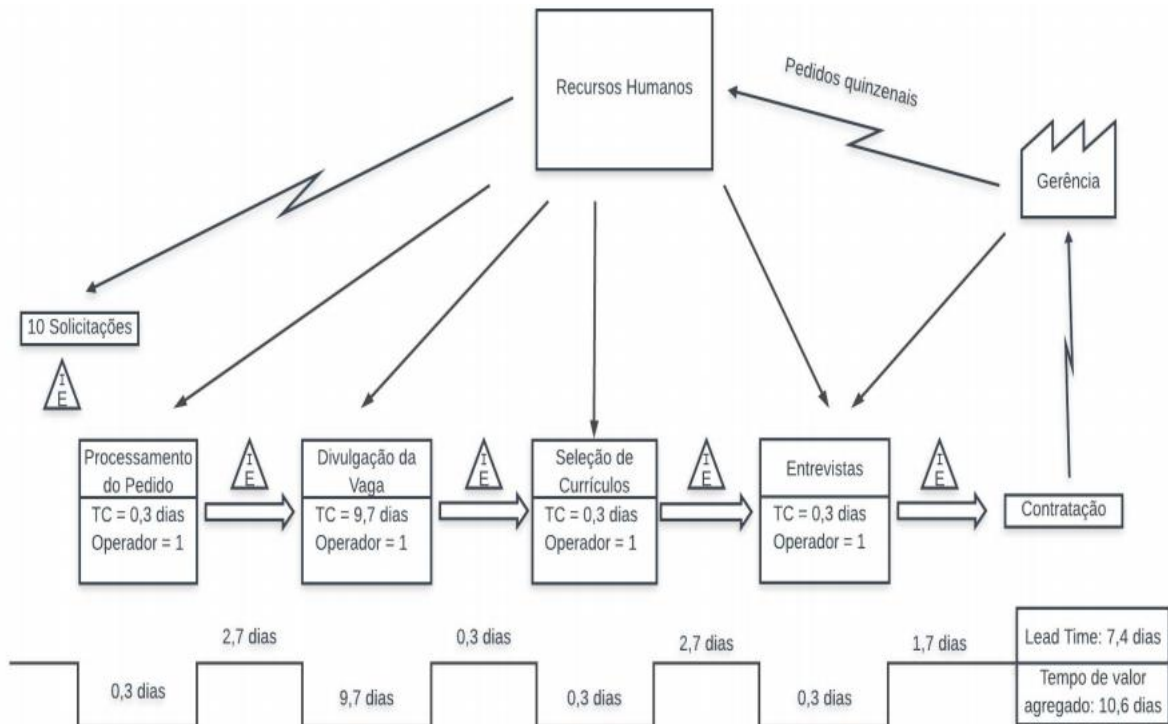 Recursos Humanos
Pedidos quinzenais
Gerência
10 Solicitações
I
E
Processamento
do Pedido
TC = 0,3 dias
Operador = 1
I
E
Divulgação da
Vaga
TC = 9,7 dias
Operador = 1
I
E
Seleção de
Currículos
TC = 0,3 dias
Operador = 1
I
E
Entrevistas
TC = 0,3 dias
Operador = 1
I
E
Contratação
0,3 dias
2,7 dias
9,7 dias
0,3 dias
0,3 dias
2,7 dias
0,3 dias
1,7 dias
Lead Time: 7,4 dias
Tempo de valor
agregado: 10,6 dias